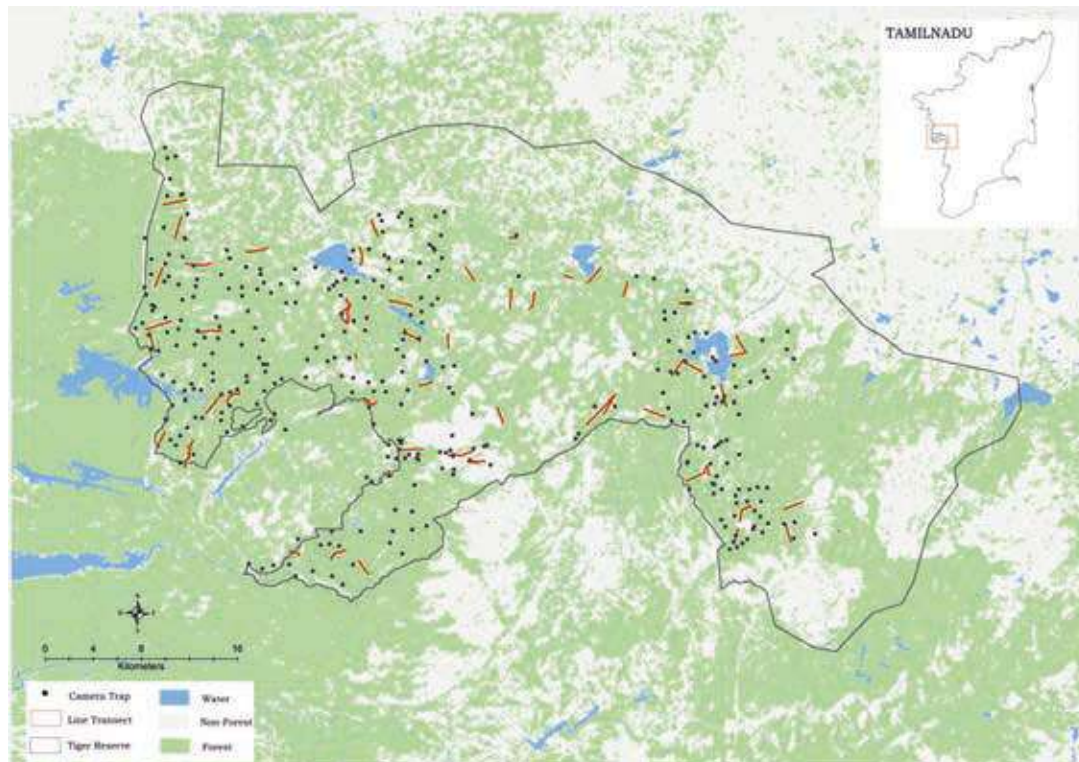 TAMILNADU
N
0 4 8 16
Kilometers
Camera Trap
Line Transect
Tiger Reserve
Water
Non-Forest
Forest